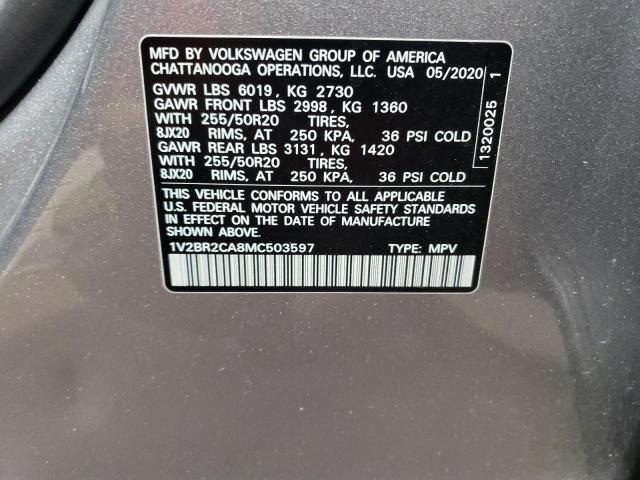 MFD BY VOLKSWAGEN GROUP OF AMERICA
CHATTANOOGA OPERATIONS, LLC. USA 05/2020
GVWR LBS 6019, KG 2730
GAWR FRONT LBS 2998, KG 1360
WITH 255/50R20 TIRES,
8JX20 RIMS, AT 250 KPA, 36 PSI COLD
GAWR REAR LBS 3131, KG 1420
WITH 255/50R20 TIRES,
8JX20 RIMS, AT 250 KPA, 36 PSI COLD
THIS VEHICLE CONFORMS TO ALL APPLICABLE
U.S. FEDERAL MOTOR VEHICLE SAFETY STANDARDS
IN EFFECT ON THE DATE OF MANUFACTURE
SHOWN ABOVE.
1V2BR2CA8MC503597 TYPE: MPV
1320025 1